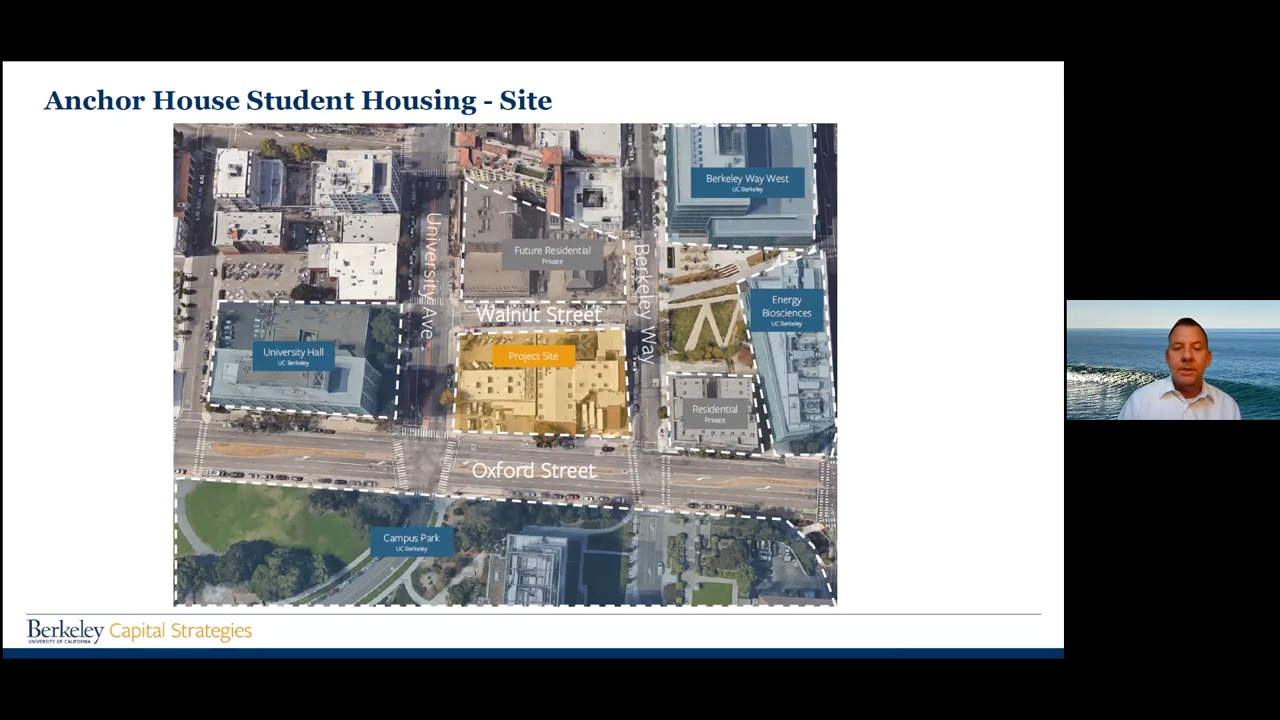 Anchor House Student Housing - Site
Berkeley Way West
UC Berkeley
University Ave
Future Residential
Private
Berkeley Way
Energy
Biosciences
UC Berkeley
Walnut Street
University Hall
UC Berkeley
Project Site
Residential
Private
Oxford Street
Campus Park
UC Berkeley
Berkeley Capital Strategies
UNIVERSITY OF CALIFORNIA